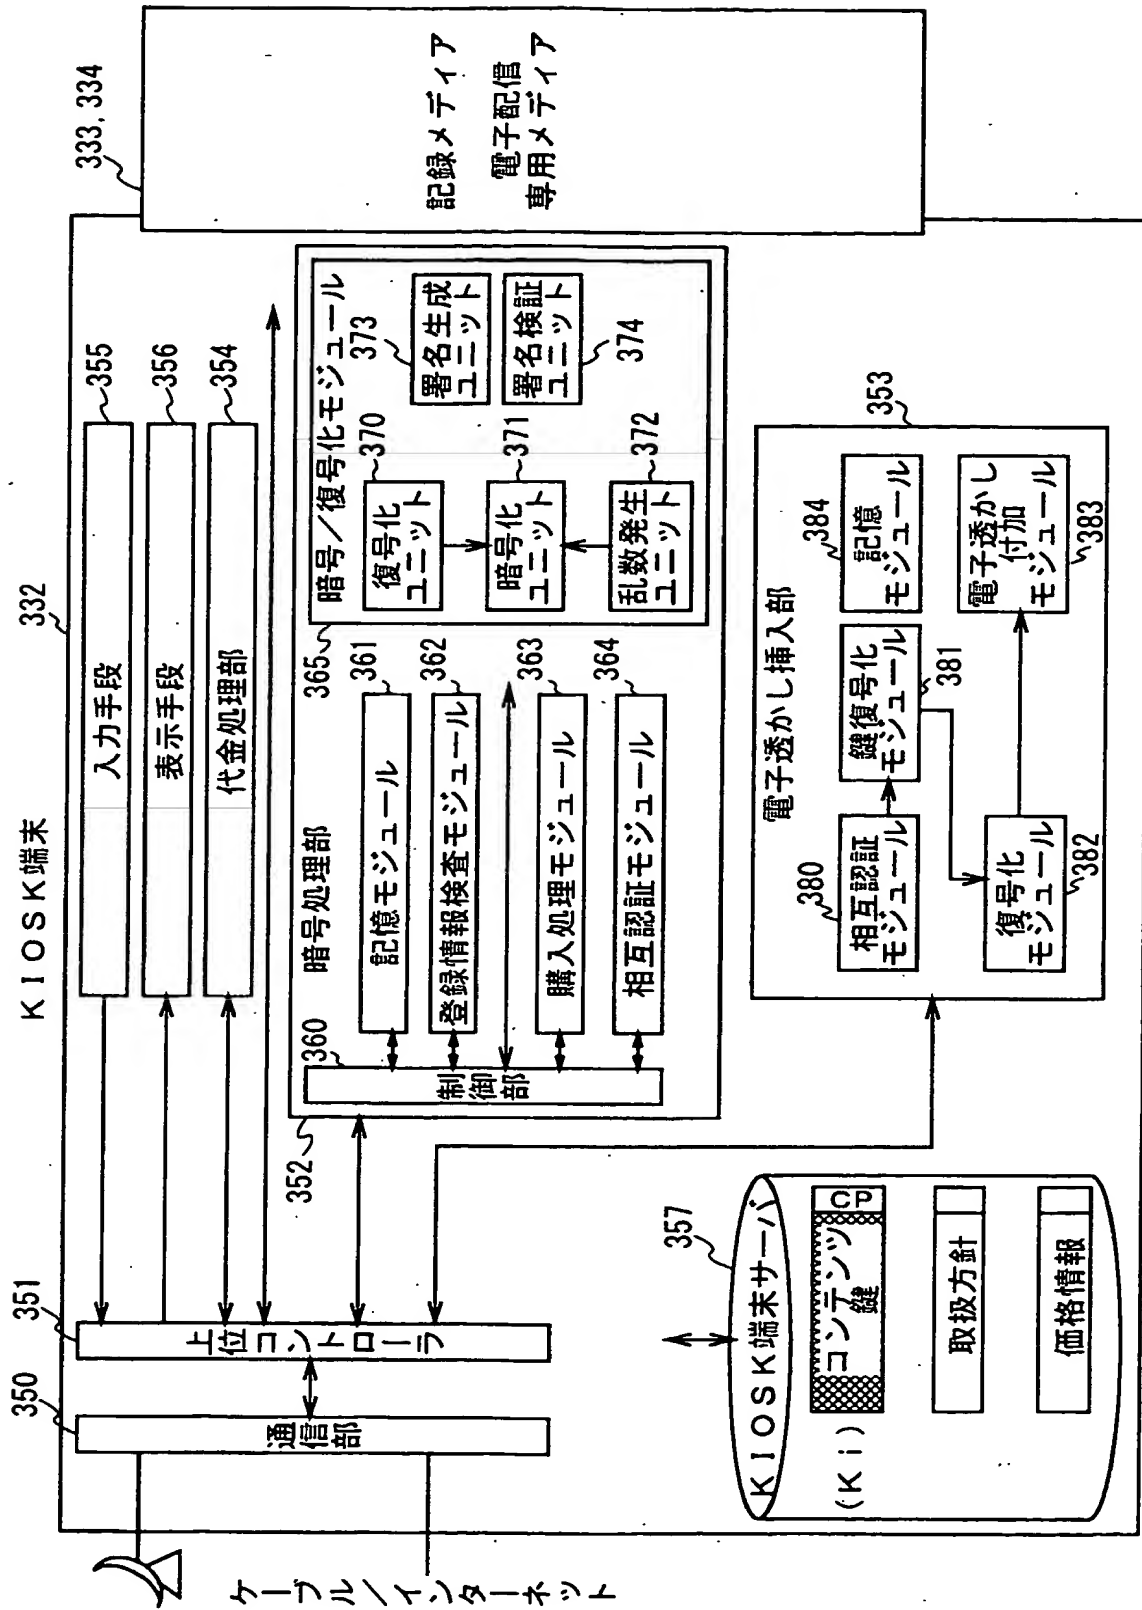 KIOSK端末
332
入力手段
355
表示手段
356
代金処理部
354
333, 334
記録メディア
電子配信
専用メディア
350
通信部
351
上位コントローラ
ケーブル/インターネット
352
暗号処理部
360
制御部
記憶モジュール
361
登録情報検査モジュール
362
購入処理モジュール
363
相互認証モジュール
364
365
暗号/復号化モジュール
復号化
ユニット
370
暗号化
ユニット
371
乱数発生
ユニット
372
373
署名生成
ユニット
署名検証
ユニット
374
357
KIOSK端末サーバ
(Ki)
コンテンツ
鍵
CP
取扱方針
価格情報
353
電子透かし挿入部
380
相互認証
モジュール
鍵復号化
モジュール
381
384
記憶
モジュール
復号化
モジュール
382
電子透かし
付加
モジュール
383